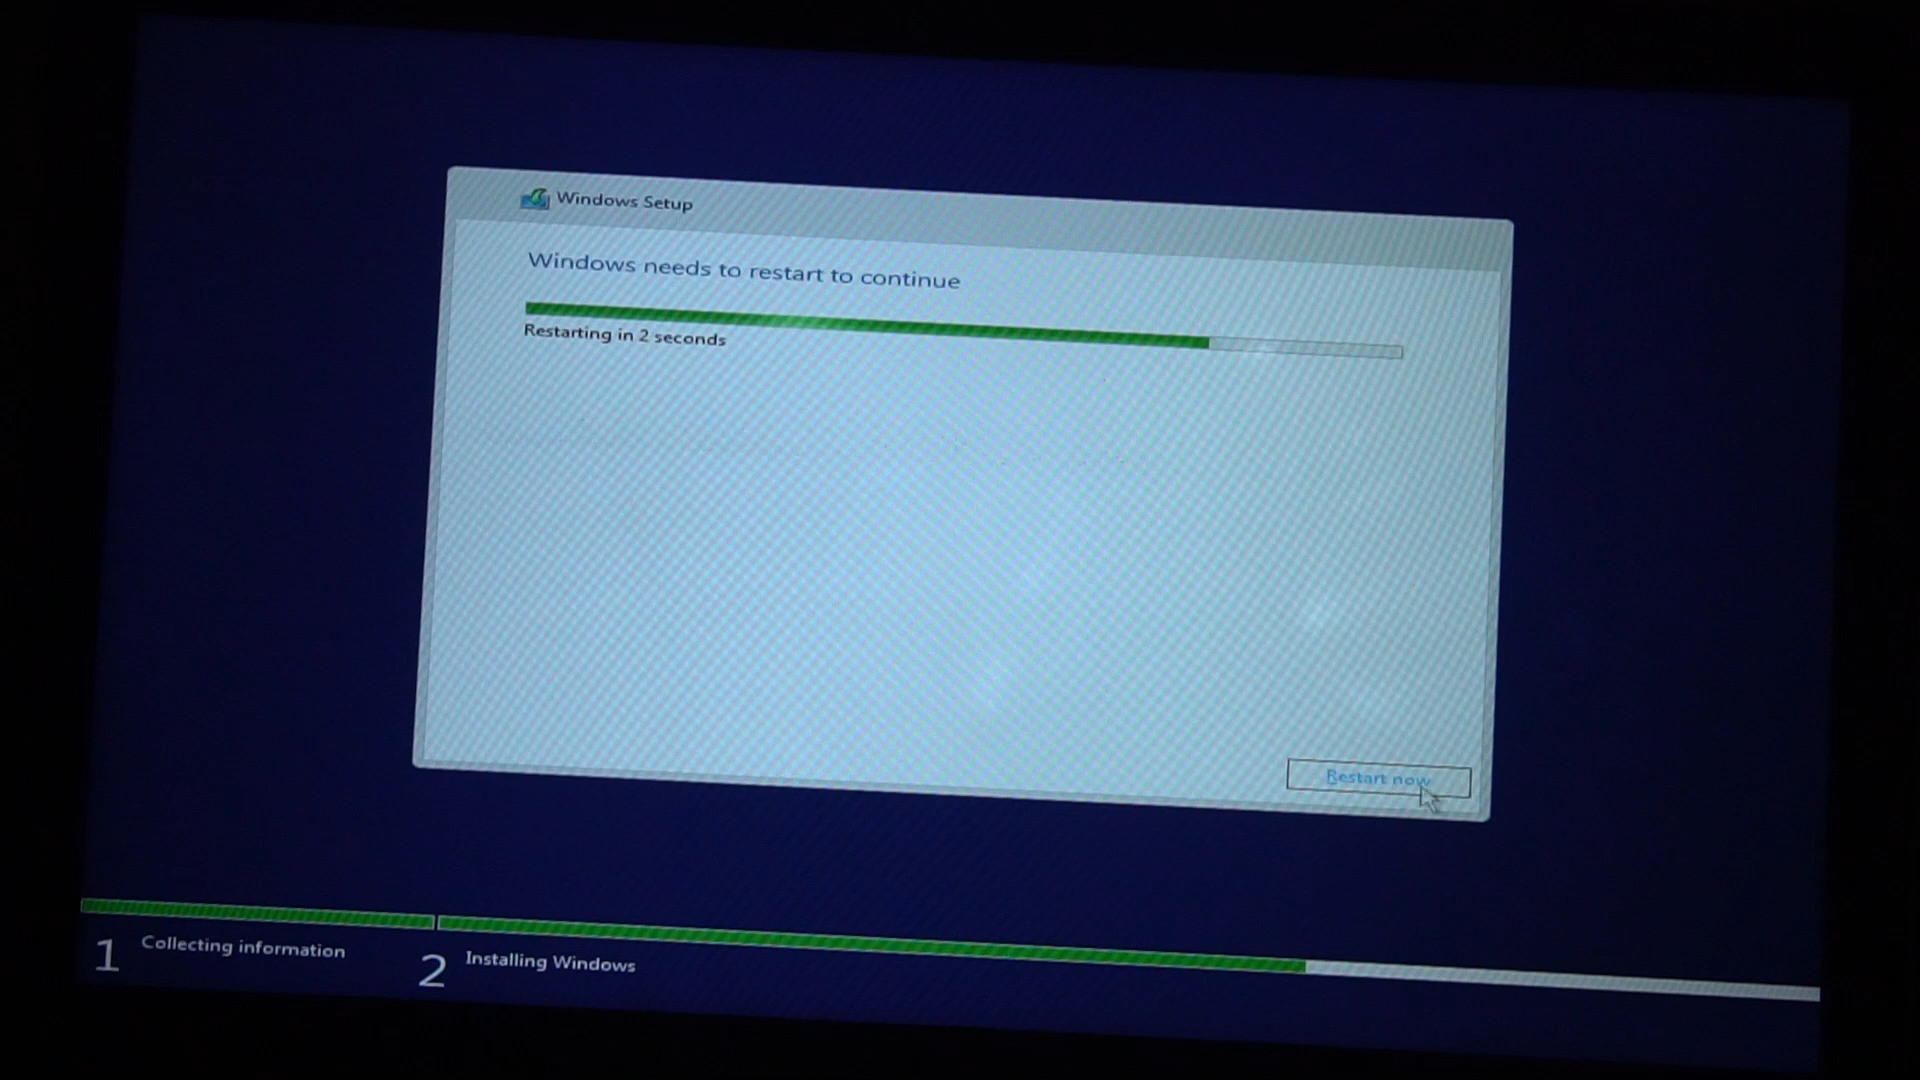 Windows Setup
Windows needs to restart to continue
Restarting in 2 seconds
Restart now
1 Collecting information
2 Installing Windows